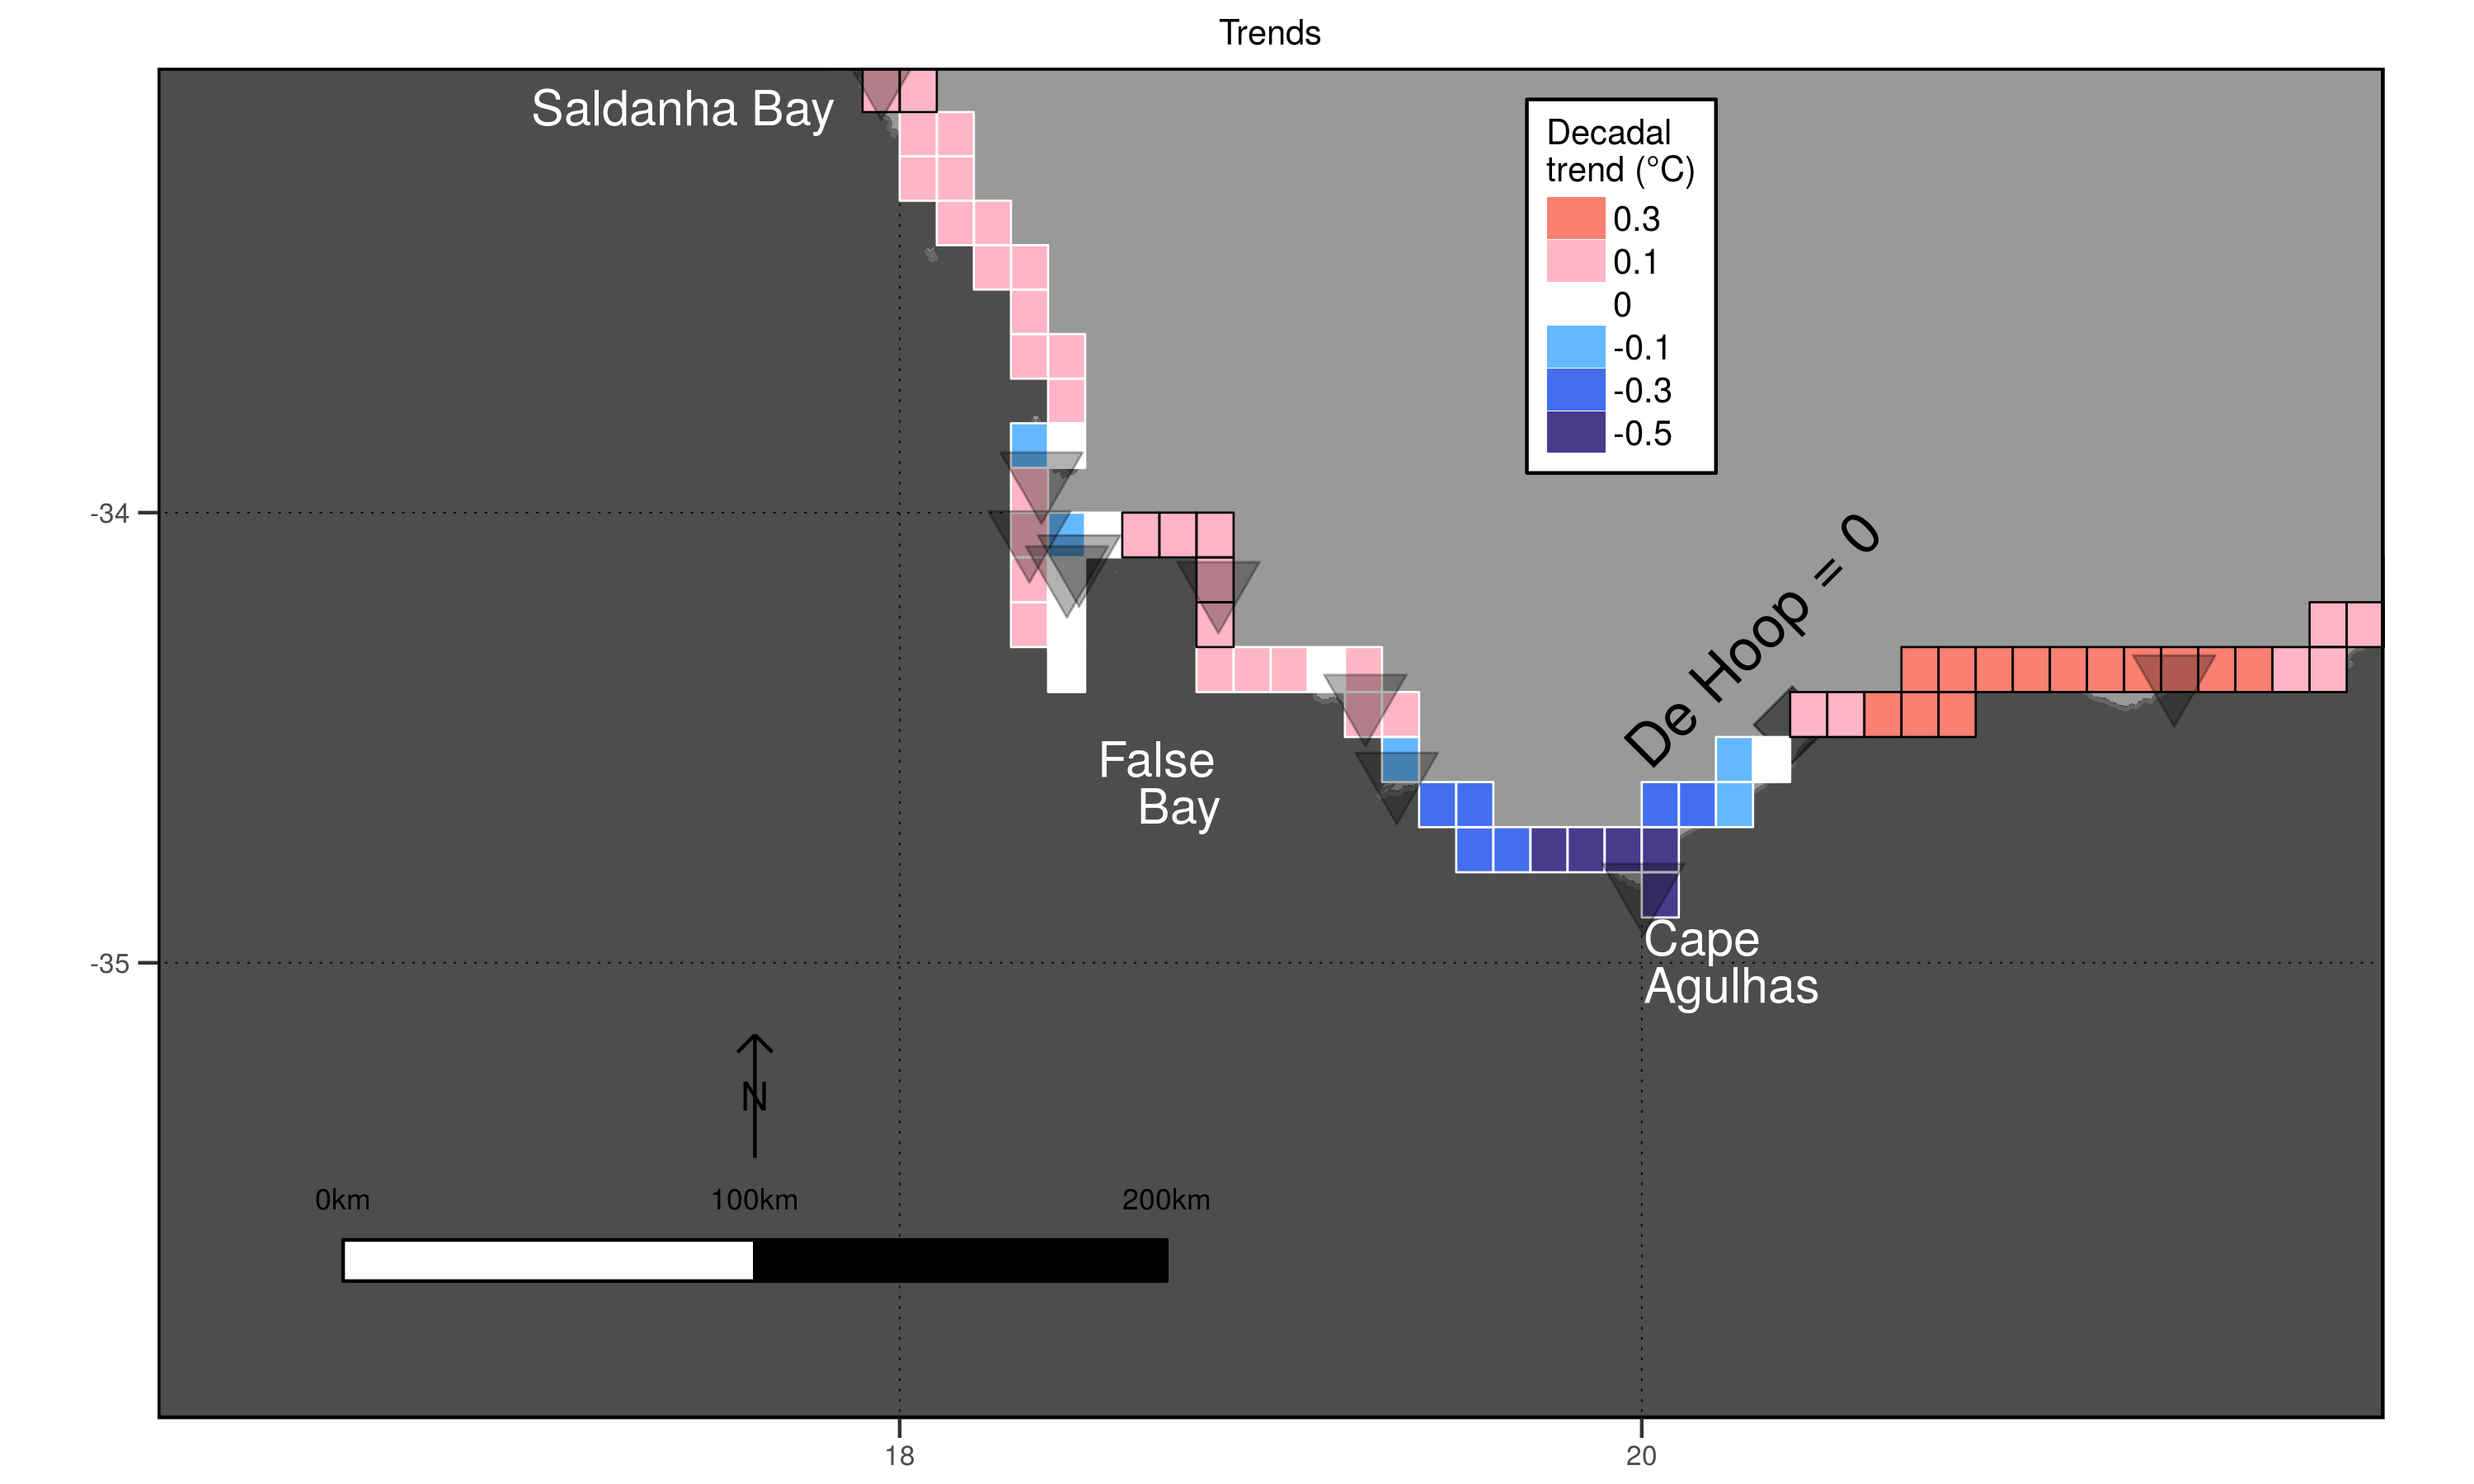 Trends
Saldanha Bay
Decadal
trend (°C)
0.3
0.1
0
-0.1
-0.3
-0.5
-34
De Hoop = 0
False
Bay
Cape
Agulhas
-35
N
0km 100km 200km
18 20